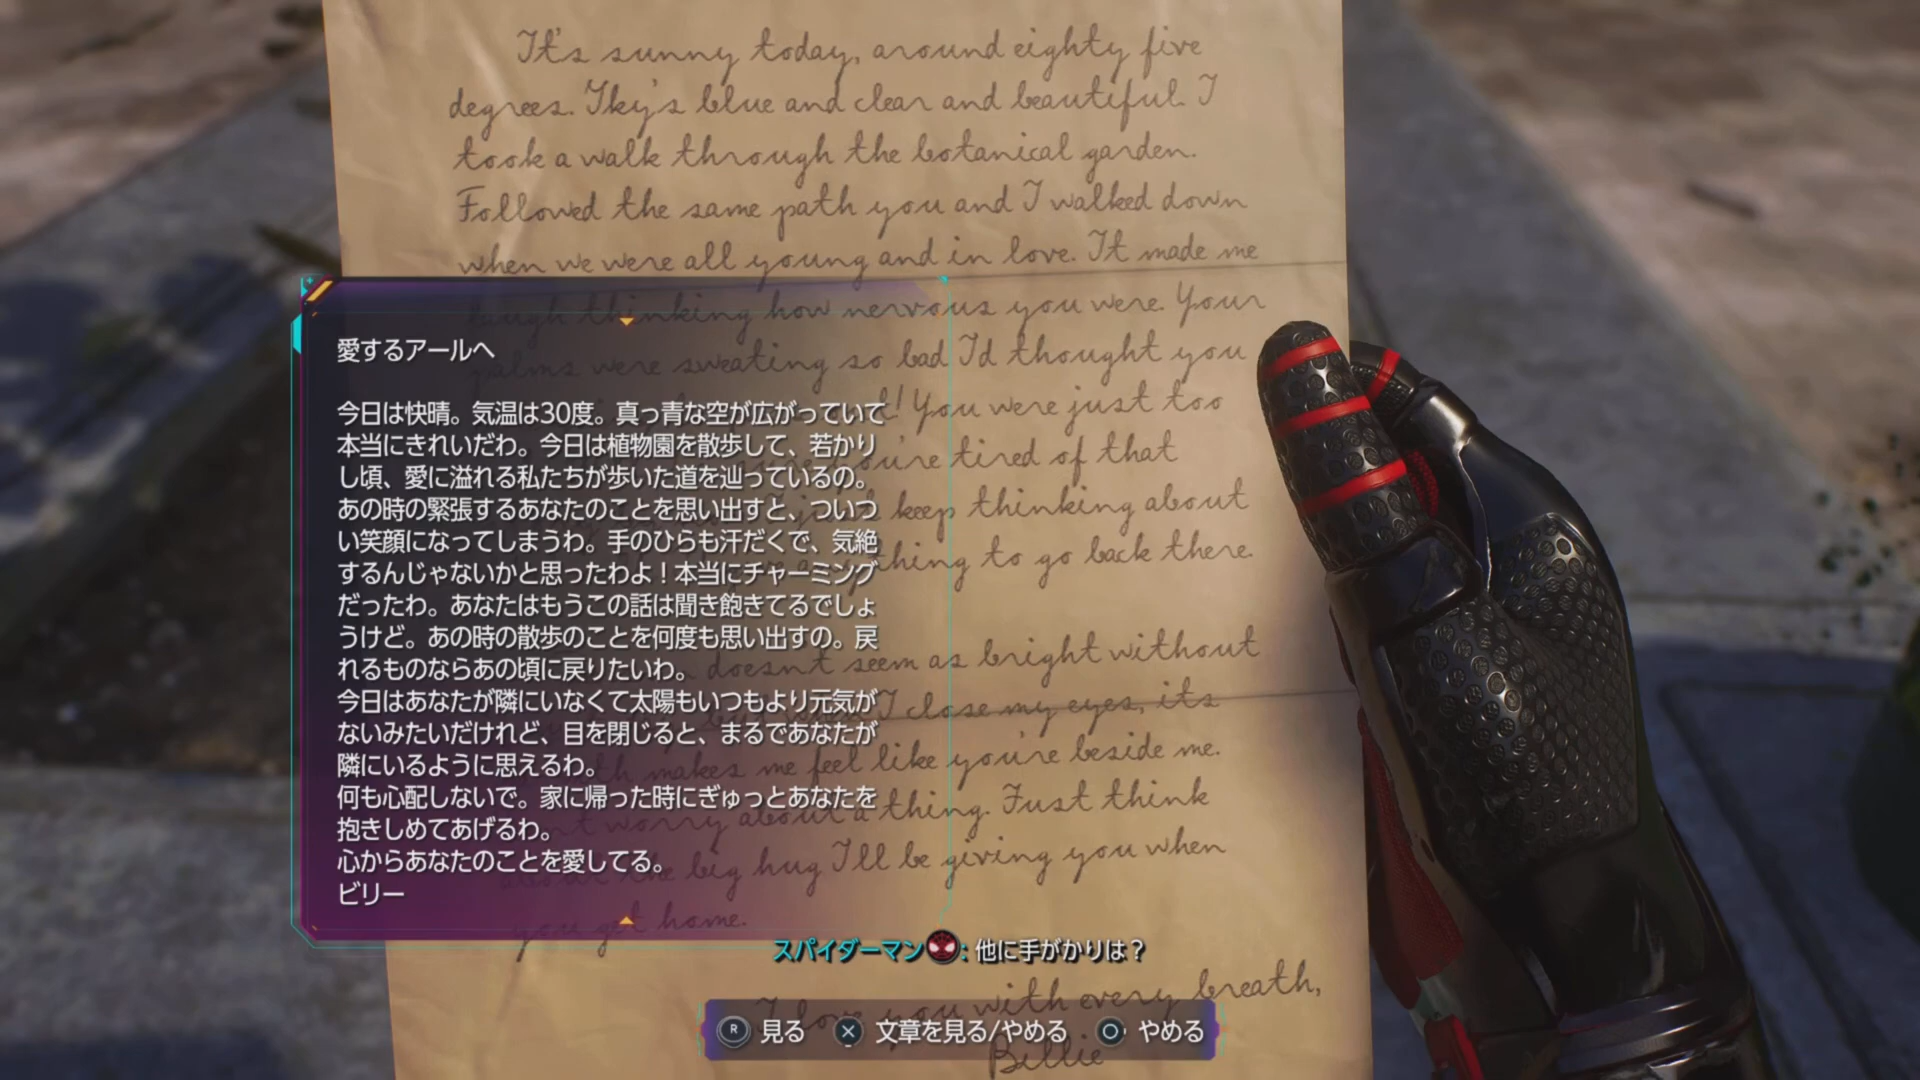 It's sunny today, around eighty five
degrees. Sky's blue and clear and beautiful. I
took a walk through the botanical garden.
Followed the same path you and I walked down
when we were all young and in love. It made me
laugh thinking how nervous you were. Your
palms were sweating so bad I'd thought you
! You were just too
you're tired of that
keep thinking about
thing to go back there.
doesn't seem as bright without
I close my eyes, its
makes me feel like you're beside me.
worry about a thing. Just think
the big hug I'll be giving you when
you get home.
I love you with every breath,
Billie
愛するアールへ
今日は快晴。気温は30度。真っ青な空が広がっていて
本当にきれいだわ。今日は植物園を散歩して、若かり
し頃、愛に溢れる私たちが歩いた道を辿っているの。
あの時の緊張するあなたのことを思い出すと、ついつ
い笑顔になってしまうわ。手のひらも汗だくで、気絶
するんじゃないかと思ったわよ！本当にチャーミング
だったわ。あなたはもうこの話は聞き飽きてるでしょ
うけど。あの時の散歩のことを何度も思い出すの。戻
れるものならあの頃に戻りたいわ。
今日はあなたが隣にいなくて太陽もいつもより元気が
ないみたいだけれど、目を閉じると、まるであなたが
隣にいるように思えるわ。
何も心配しないで。家に帰った時にぎゅっとあなたを
抱きしめてあげるわ。
心からあなたのことを愛してる。
ビリー
スパイダーマン: 他に手がかりは？
R 見る 文章を見る/やめる やめる